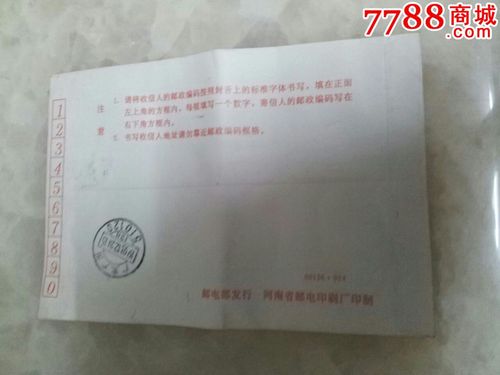 7788商城
1
2
3
4
5
6
7
8
9
0
注意
1. 请将收信人的邮政编码按照封舌上的标准字体书写,填在正面
左上角的方框内,每框填写一个数字,寄信人的邮政编码写在
右下角方框内。
2. 书写收信人地址请勿靠近邮政编码框格。
邮电部发行 河南省邮电印刷厂印制